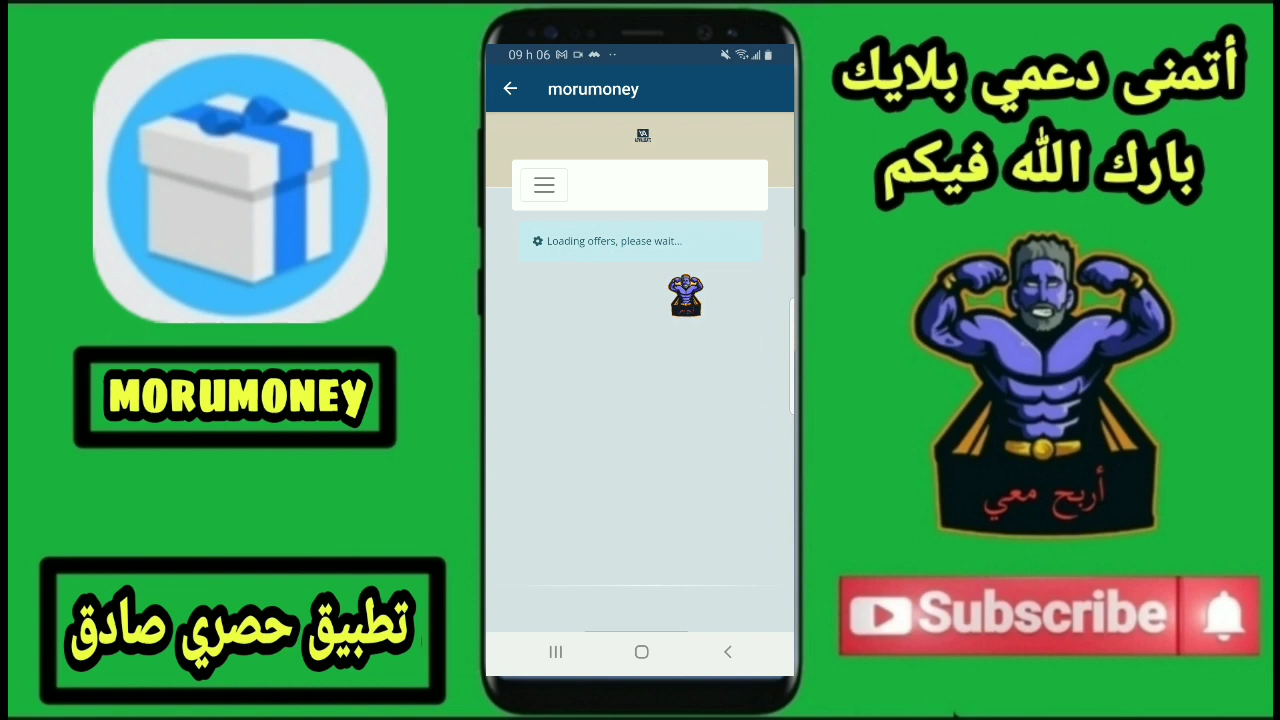 أتمنى دعمي بلايك
بارك الله فيكم
09 h 06
morumoney
Loading offers, please wait...
MORUMONEY
أربح معي
تطبيق حصري صادق
Subscribe